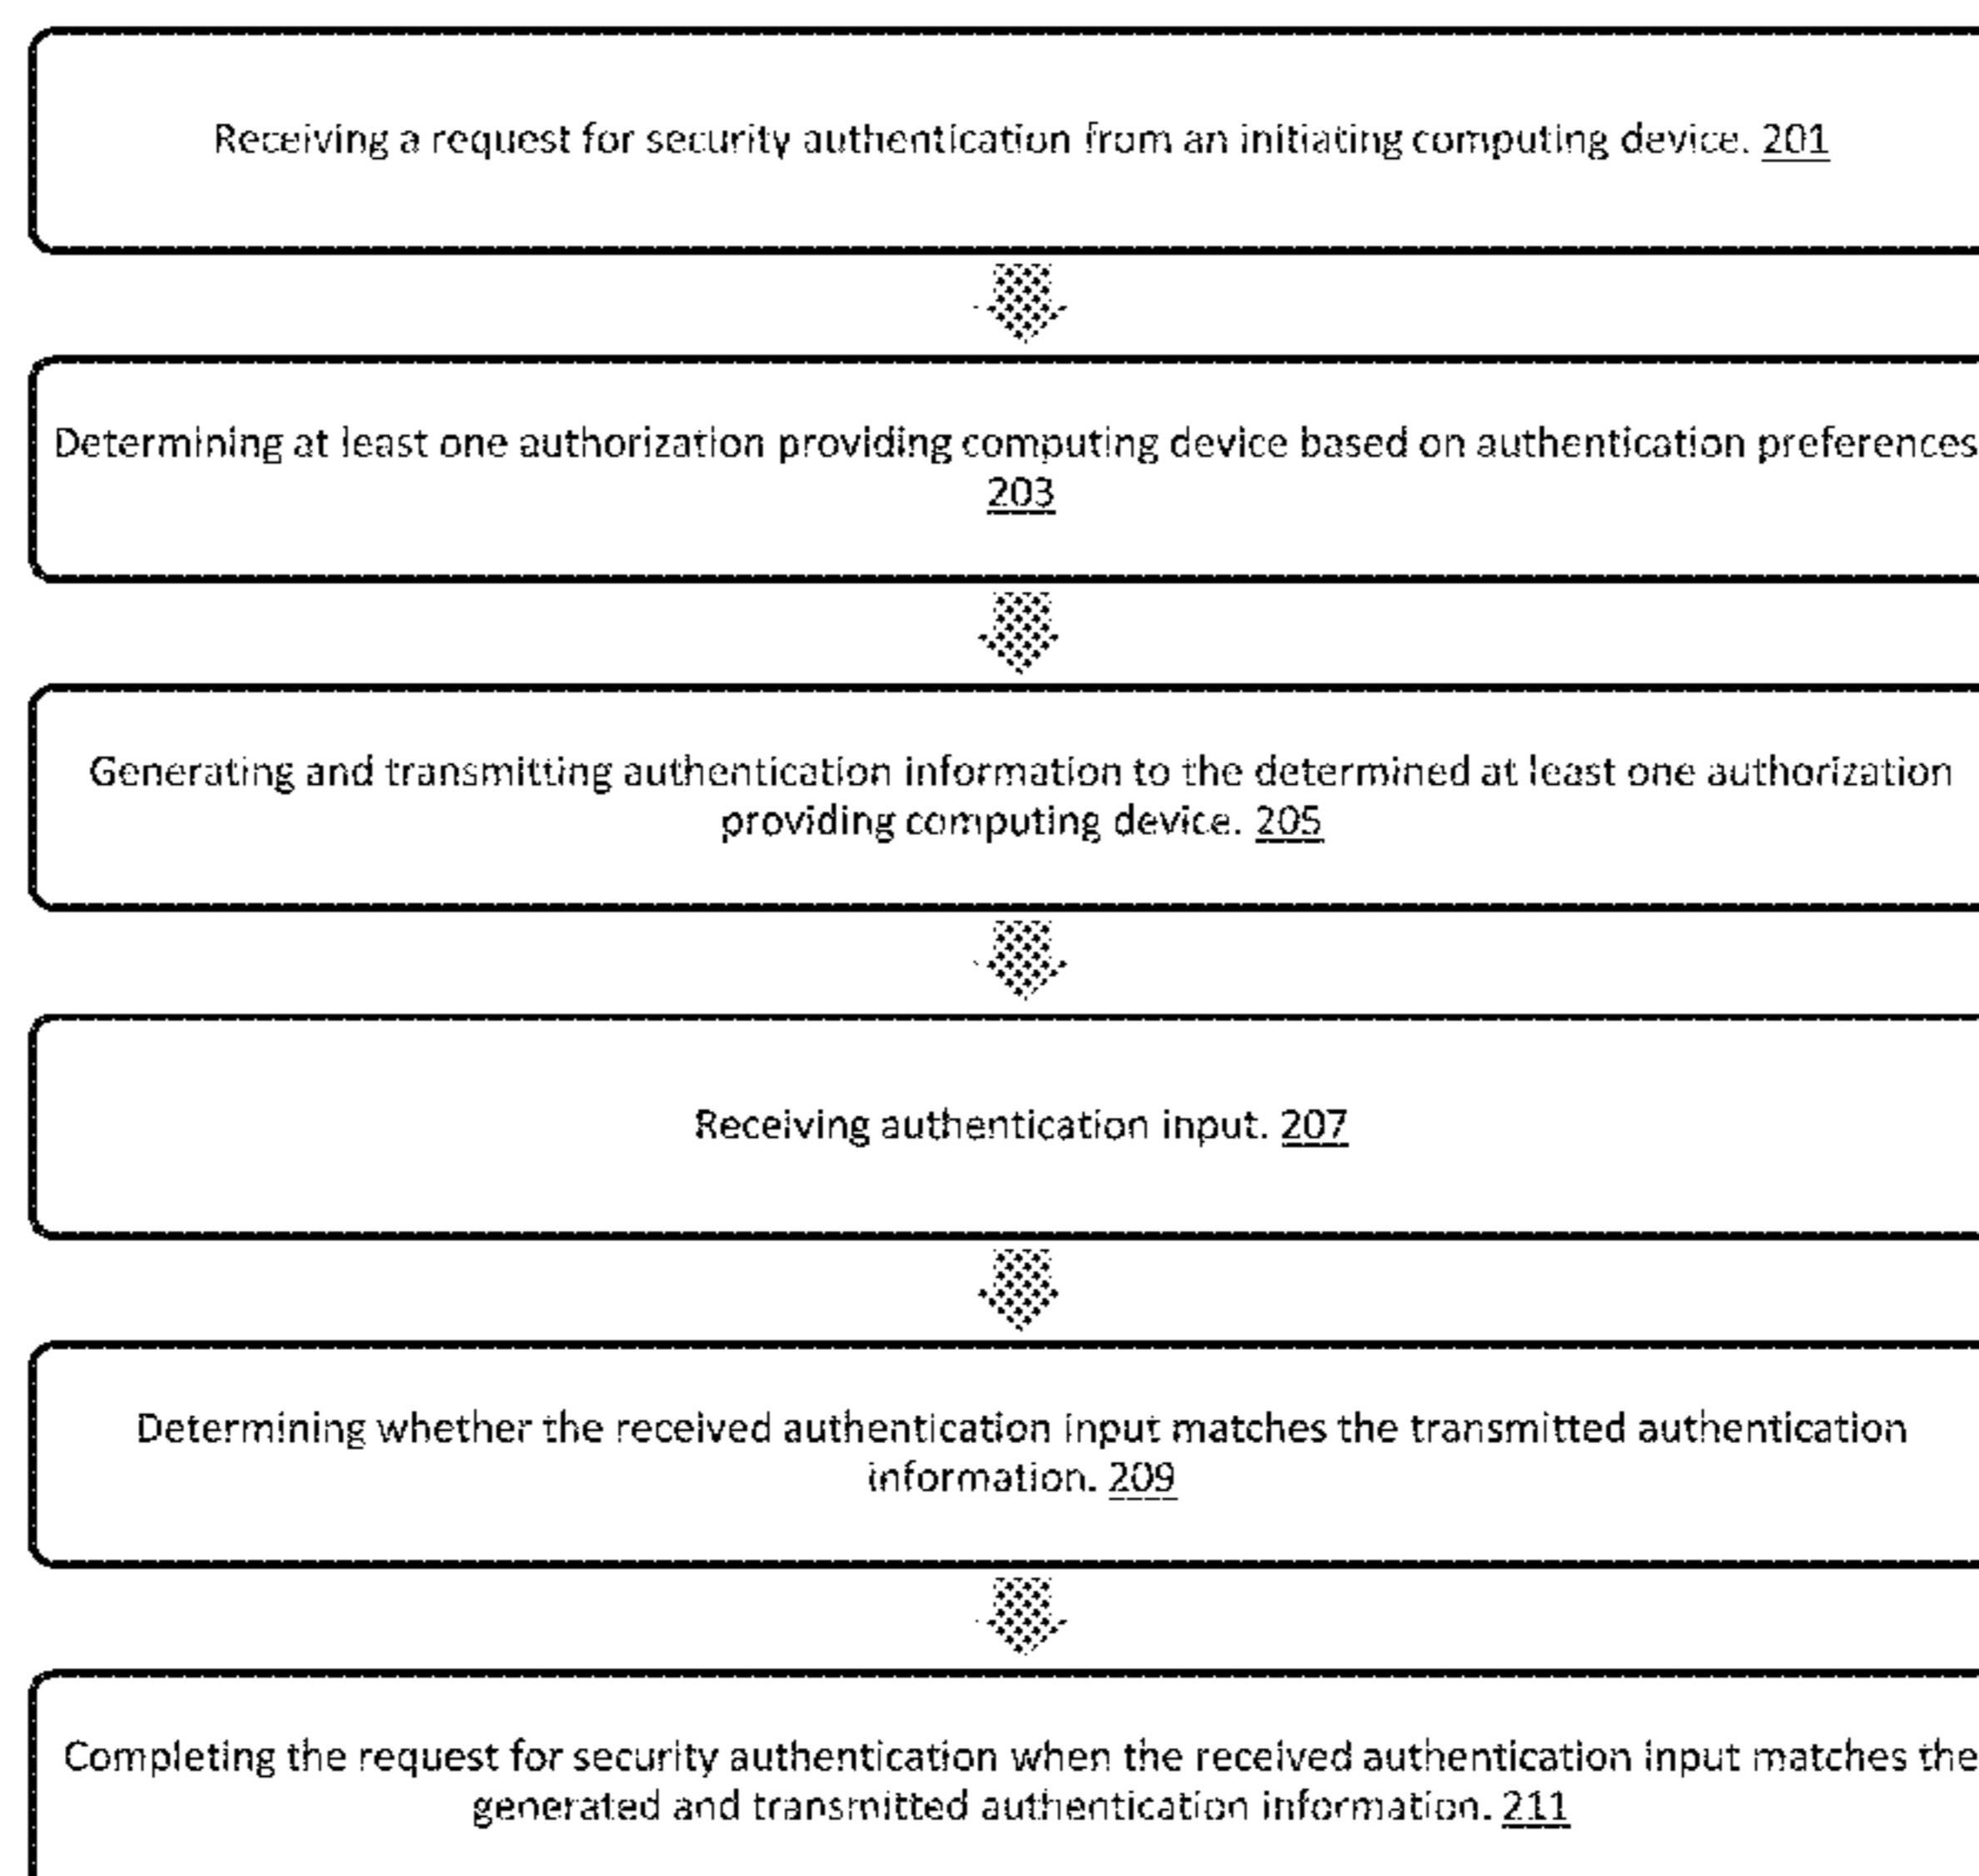 Receiving a request for security authentication from an initiating computing device. 201
Determining at least one authorization providing computing device based on authentication preferences
203
Generating and transmitting authentication information to the determined at least one authorization
providing computing device. 205
Receiving authentication input. 207
Determining whether the received authentication input matches the transmitted authentication
information. 209
Completing the request for security authentication when the received authentication input matches the
generated and transmitted authentication information. 211